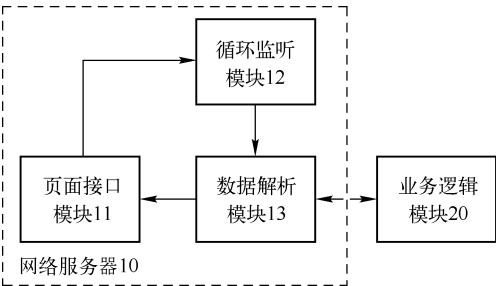 循环监听
模块12
页面接口
模块11
数据解析
模块13
业务逻辑
模块20
网络服务器10